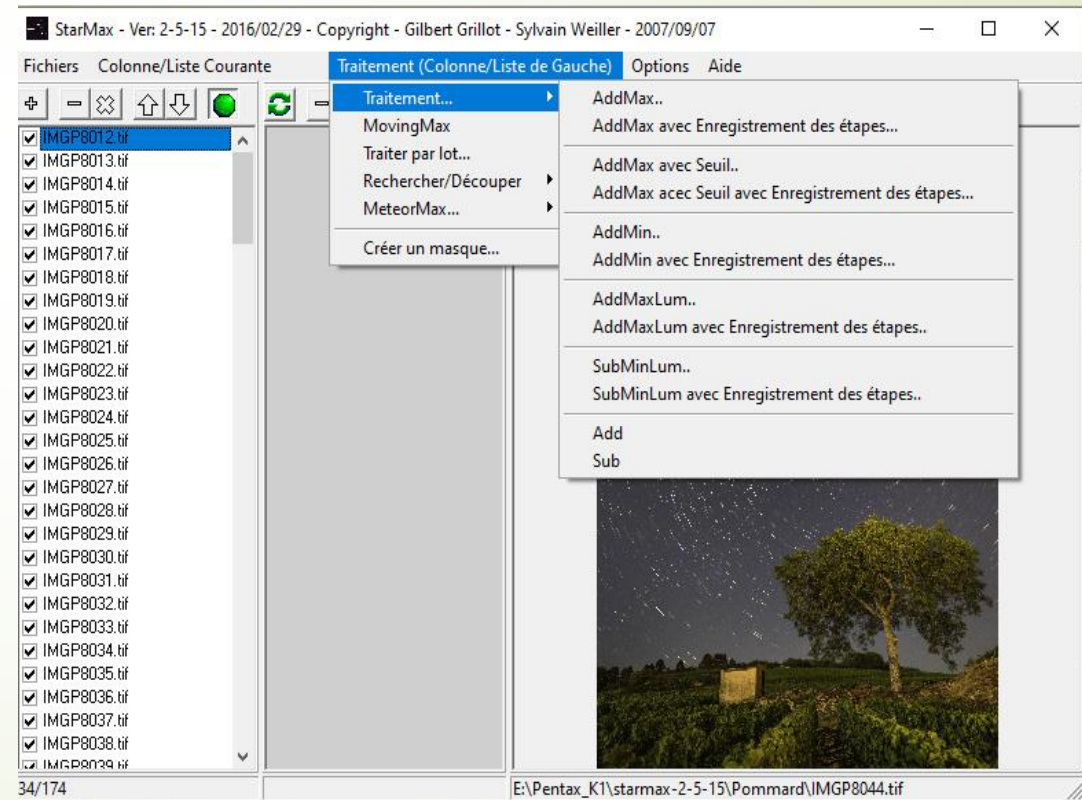 StarMax - Ver: 2-5-15 - 2016/02/29 - Copyright - Gilbert Grillot - Sylvain Weiller - 2007/09/07
Fichiers Colonne/Liste Courante Traitement (Colonne/Liste de Gauche) Options Aide
Traitement...
MovingMax
Traiter par lot...
Rechercher/Découper
MeteorMax...
Créer un masque...
AddMax..
AddMax avec Enregistrement des étapes...
AddMax avec Seuil..
AddMax acec Seuil avec Enregistrement des étapes...
AddMin..
AddMin avec Enregistrement des étapes...
AddMaxLum..
AddMaxLum avec Enregistrement des étapes..
SubMinLum..
SubMinLum avec Enregistrement des étapes..
Add
Sub
IMGP8012.tif
IMGP8013.tif
IMGP8014.tif
IMGP8015.tif
IMGP8016.tif
IMGP8017.tif
IMGP8018.tif
IMGP8019.tif
IMGP8020.tif
IMGP8021.tif
IMGP8022.tif
IMGP8023.tif
IMGP8024.tif
IMGP8025.tif
IMGP8026.tif
IMGP8027.tif
IMGP8028.tif
IMGP8029.tif
IMGP8030.tif
IMGP8031.tif
IMGP8032.tif
IMGP8033.tif
IMGP8034.tif
IMGP8035.tif
IMGP8036.tif
IMGP8037.tif
IMGP8038.tif
IMGP8039.tif
34/174
E:\Pentax_K1\starmax-2-5-15\Pommard\IMGP8044.tif